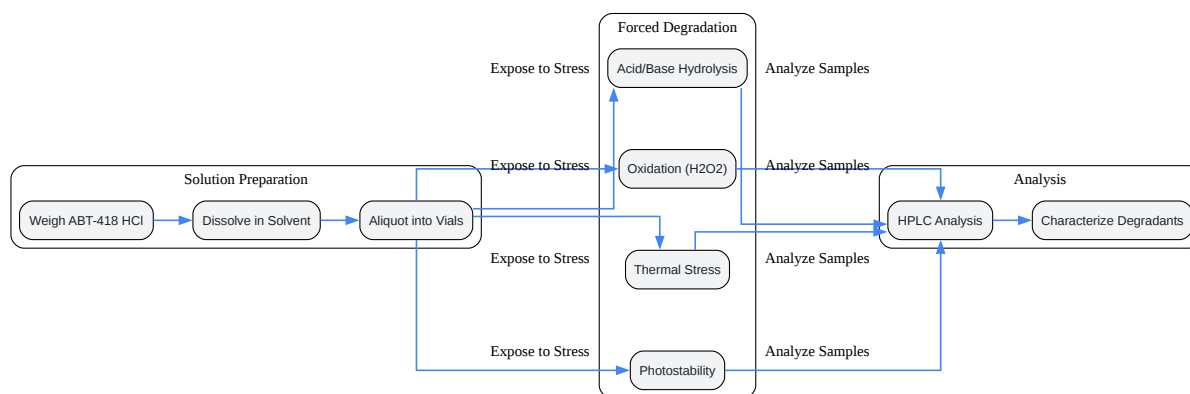 Forced Degradation
Expose to Stress
Acid/Base Hydrolysis
Analyze Samples
Expose to Stress
Oxidation (H2O2)
Analyze Samples
Solution Preparation
Analysis
Weigh ABT-418 HCl
Dissolve in Solvent
Aliquot into Vials
HPLC Analysis
Characterize Degradants
Expose to Stress
Thermal Stress
Analyze Samples
Expose to Stress
Photostability
Analyze Samples